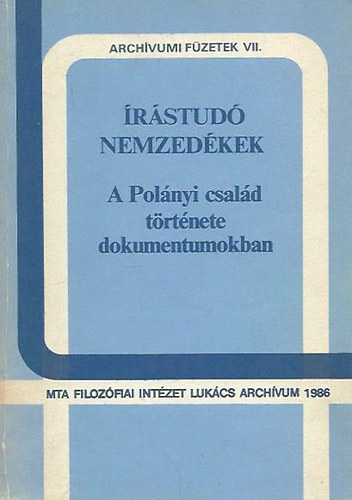 ARCHÍVUMI FÜZETEK VII.
ÍRÁSTUDÓ
NEMZEDÉKEK
A Polányi család
története
dokumentumokban
MTA FILOZÓFIAI INTÉZET LUKÁCS ARCHÍVUM 1986